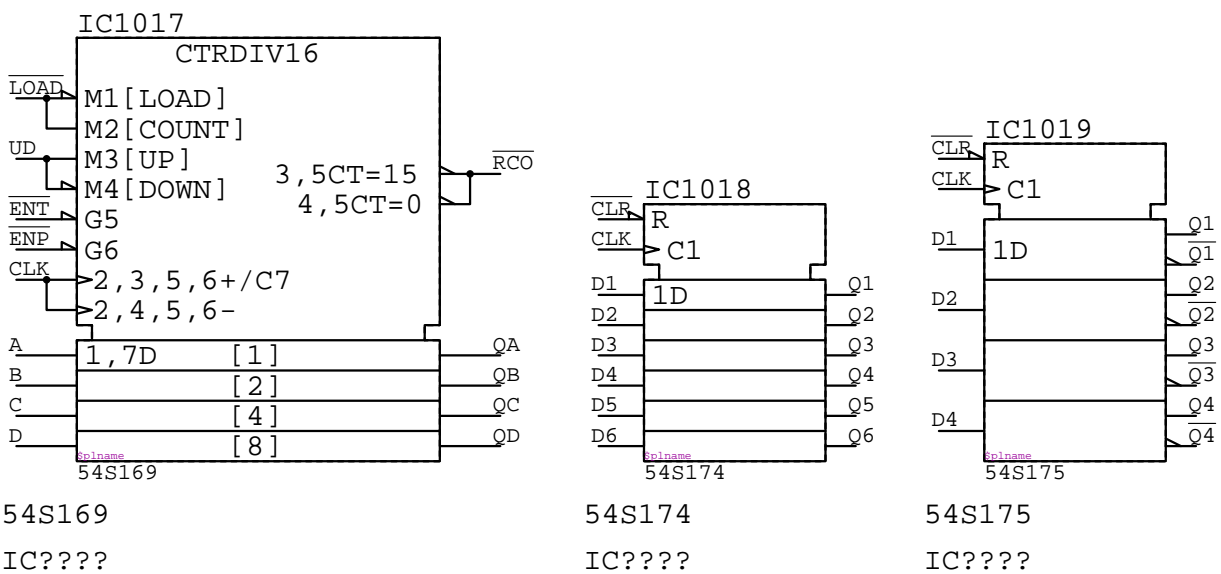 IC1017
CTRDIV16
LOAD
M1[LOAD]
M2[COUNT]
UD
M3[UP]
M4[DOWN]
3,5CT=15
4,5CT=0
RCO
ENT
G5
ENP
G6
CLK
2,3,5,6+/C7
2,4,5,6-
A
1,7D
[1]
QA
B
[2]
QB
C
[4]
QC
D
[8]
QD
$plname
54S169
54S169
IC????
IC1018
CLR
R
CLK
C1
D1
1D
Q1
D2
Q2
D3
Q3
D4
Q4
D5
Q5
D6
Q6
$plname
54S174
54S174
IC????
IC1019
CLR
R
CLK
C1
D1
1D
Q1
Q1
D2
Q2
Q2
D3
Q3
Q3
D4
Q4
Q4
$plname
54S175
54S175
IC????